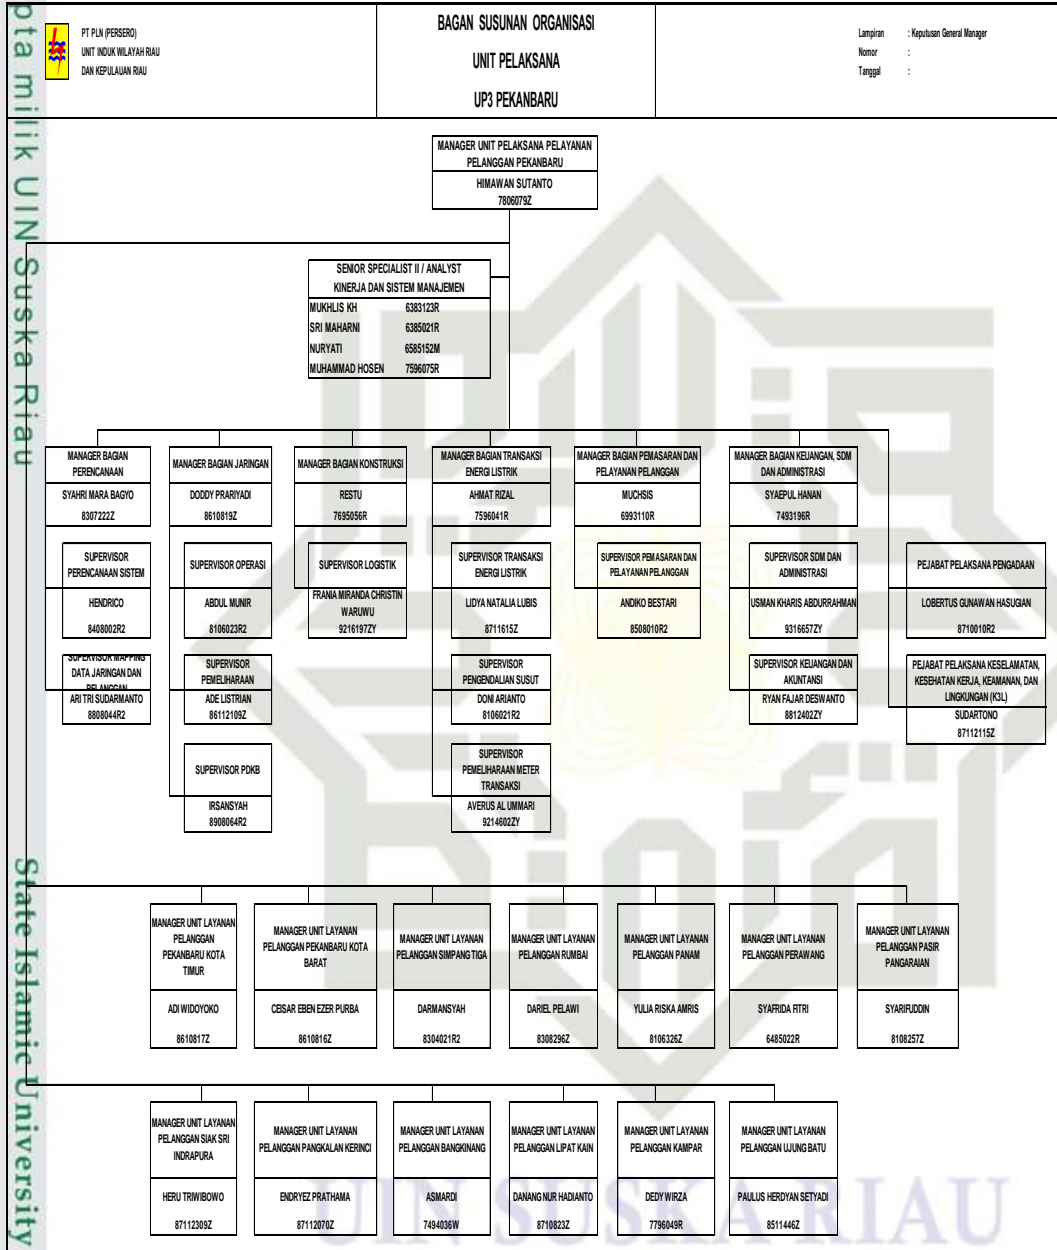 PT PLN (PERSERO)
UNIT INDUK WILAYAH RIAU
DAN KEPULAUAN RIAU
BAGAN SUSUNAN ORGANISASI
UNIT PELAKSANA
UP3 PEKANBARU
Lampiran : Keputusan General Manager
Nomor :
Tanggal :
MANAGER UNIT PELAKSANA PELAYANAN
PELANGGAN PEKANBARU
HIMAWAN SUTANTO
7806079Z
SENIOR SPECIALIST II / ANALYST
KINERJA DAN SISTEM MANAJEMEN
MUKHLIS KH 6383123R
SRI MAHARNI 6385021R
NURYATI 6585152M
MUHAMMAD HOSEN 7596075R
MANAGER BAGIAN
PERENCANAAN
SYAHRI MARA BAGYO
8307222Z
MANAGER BAGIAN JARINGAN
DODDY PRARIYADI
8610819Z
MANAGER BAGIAN KONSTRUKSI
RESTU
7695056R
MANAGER BAGIAN TRANSAKSI
ENERGI LISTRIK
AHMAT RIZAL
7596041R
MANAGER BAGIAN PEMASARAN DAN
PELAYANAN PELANGGAN
MUCHSIS
6993110R
MANAGER BAGIAN KEUANGAN, SDM
DAN ADMINISTRASI
SYAEPUL HANAN
7493196R
SUPERVISOR
PERENCANAAN SISTEM
HENDRICO
8408002R2
SUPERVISOR OPERASI
ABDUL MUNIR
8106023R2
SUPERVISOR LOGISTIK
FRANIA MIRANDA CHRISTIN
WARUWU
9216197ZY
SUPERVISOR TRANSAKSI
ENERGI LISTRIK
LIDYA NATALIA LUBIS
8711615Z
SUPERVISOR PEMASARAN DAN
PELAYANAN PELANGGAN
ANDIKO BESTARI
8508010R2
SUPERVISOR SDM DAN
ADMINISTRASI
USMAN KHARIS ABDURRAHMAN
9316657ZY
PEJABAT PELAKSANA PENGADAAN
LOBERTUS GUNAWAN HASUGIAN
8710010R2
SUPERVISOR MAPPING
DATA JARINGAN DAN
PELANGGAN
ARI TRI SUDARMANTO
8808044R2
SUPERVISOR
PEMELIHARAAN
ADE LISTRIAN
86112109Z
SUPERVISOR
PENGENDALIAN SUSUT
DONI ARIANTO
8106021R2
SUPERVISOR KEUANGAN DAN
AKUNTANSI
RYAN FAJAR DESWANTO
8812402ZY
PEJABAT PELAKSANA KESELAMATAN,
KESEHATAN KERJA, KEAMANAN, DAN
LINGKUNGAN (K3L)
SUDARTONO
87112115Z
SUPERVISOR PDKB
IRSANSYAH
8908064R2
SUPERVISOR
PEMELIHARAAN METER
TRANSAKSI
AVERUS AL UMMARI
9214602ZY
MANAGER UNIT LAYANAN
PELANGGAN
PEKANBARU KOTA
TIMUR
ADI WIDOYOKO
8610817Z
MANAGER UNIT LAYANAN
PELANGGAN PEKANBARU KOTA
BARAT
CEISAR EBEN EZER PURBA
8610816Z
MANAGER UNIT LAYANAN
PELANGGAN SIMPANG TIGA
DARMANSYAH
8304021R2
MANAGER UNIT LAYANAN
PELANGGAN RUMBAI
DARIEL PELAWI
8308296Z
MANAGER UNIT LAYANAN
PELANGGAN PANAM
YULIA RISKA AMRIS
8106326Z
MANAGER UNIT LAYANAN
PELANGGAN PERAWANG
SYAFRIDA FITRI
6485022R
MANAGER UNIT LAYANAN
PELANGGAN PASIR
PANGARAIAN
SYARIFUDDIN
8108257Z
MANAGER UNIT LAYANAN
PELANGGAN SIAK SRI
INDRAPURA
HERU TRIWIBOWO
87112309Z
MANAGER UNIT LAYANAN
PELANGGAN PANGKALAN KERINCI
ENDRYEZ PRATHAMA
87112070Z
MANAGER UNIT LAYANAN
PELANGGAN BANGKINANG
ASMARDI
7494036W
MANAGER UNIT LAYANAN
PELANGGAN LIPAT KAIN
DANANG NUR HADIANTO
8710823Z
MANAGER UNIT LAYANAN
PELANGGAN KAMPAR
DEDY WIRZA
7796049R
MANAGER UNIT LAYANAN
PELANGGAN UJUNG BATU
PAULUS HERDYAN SETYADI
8511446Z
pta milik UIN Suska Riau
State Islamic University
UIN SUSKA RIAU